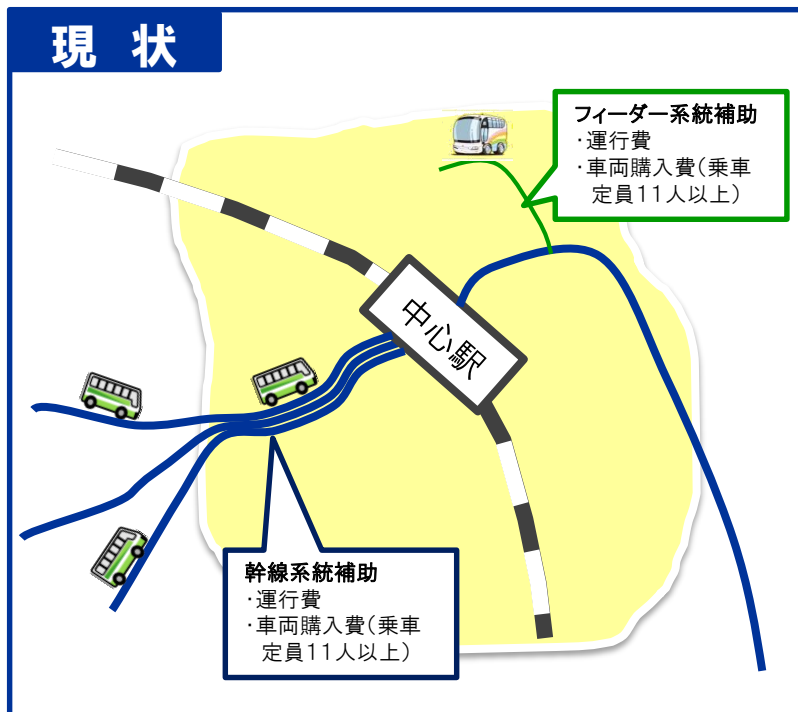 現 状
フィーダー系統補助
・運行費
・車両購入費(乗車
定員11人以上)
中心駅
幹線系統補助
・運行費
・車両購入費(乗車
定員11人以上)